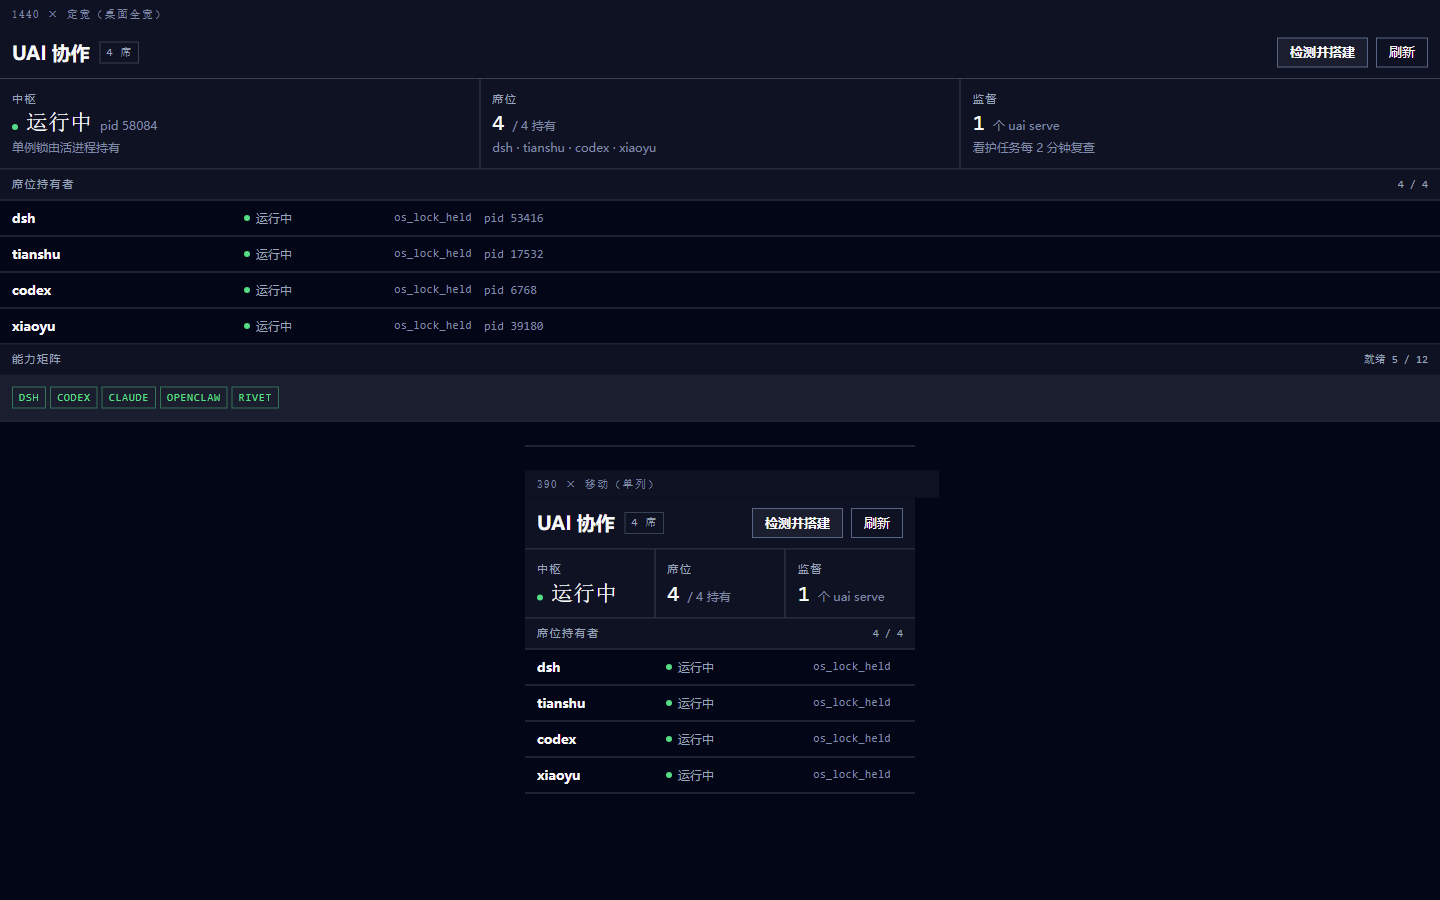 1440 × 定宽（桌面全宽）
UAI 协作 4 席 检测并搭建 刷新
中枢 席位 监督
运行中 pid 58084 4 / 4 持有 1 个 uai serve
单例锁由活进程持有 dsh · tianshu · codex · xiaoyu 看护任务每 2 分钟复查
席位持有者 4 / 4
dsh 运行中 os_lock_held pid 53416
tianshu 运行中 os_lock_held pid 17532
codex 运行中 os_lock_held pid 6768
xiaoyu 运行中 os_lock_held pid 39180
能力矩阵 就绪 5 / 12
DSH CODEX CLAUDE OPENCLAW RIVET
390 × 移动（单列）
UAI 协作 4 席 检测并搭建 刷新
中枢 席位 监督
运行中 4 / 4 持有 1 个 uai serve
席位持有者 4 / 4
dsh 运行中 os_lock_held
tianshu 运行中 os_lock_held
codex 运行中 os_lock_held
xiaoyu 运行中 os_lock_held